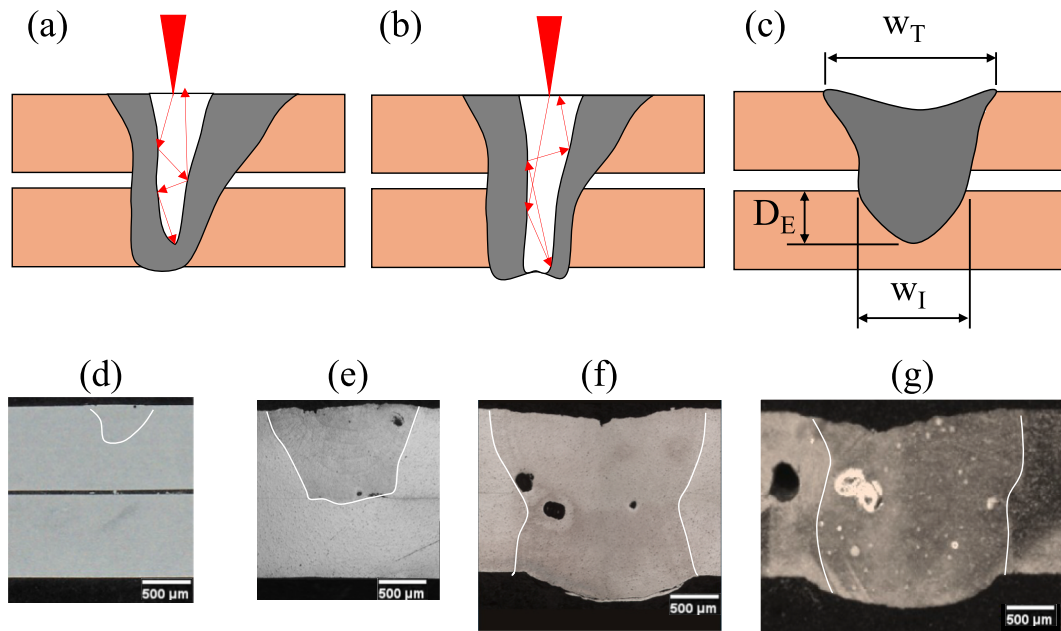 (a)
(b)
(c)
w_T
D_E
w_I
(d)
(e)
(f)
(g)
500 μm
500 μm
500 μm
500 μm